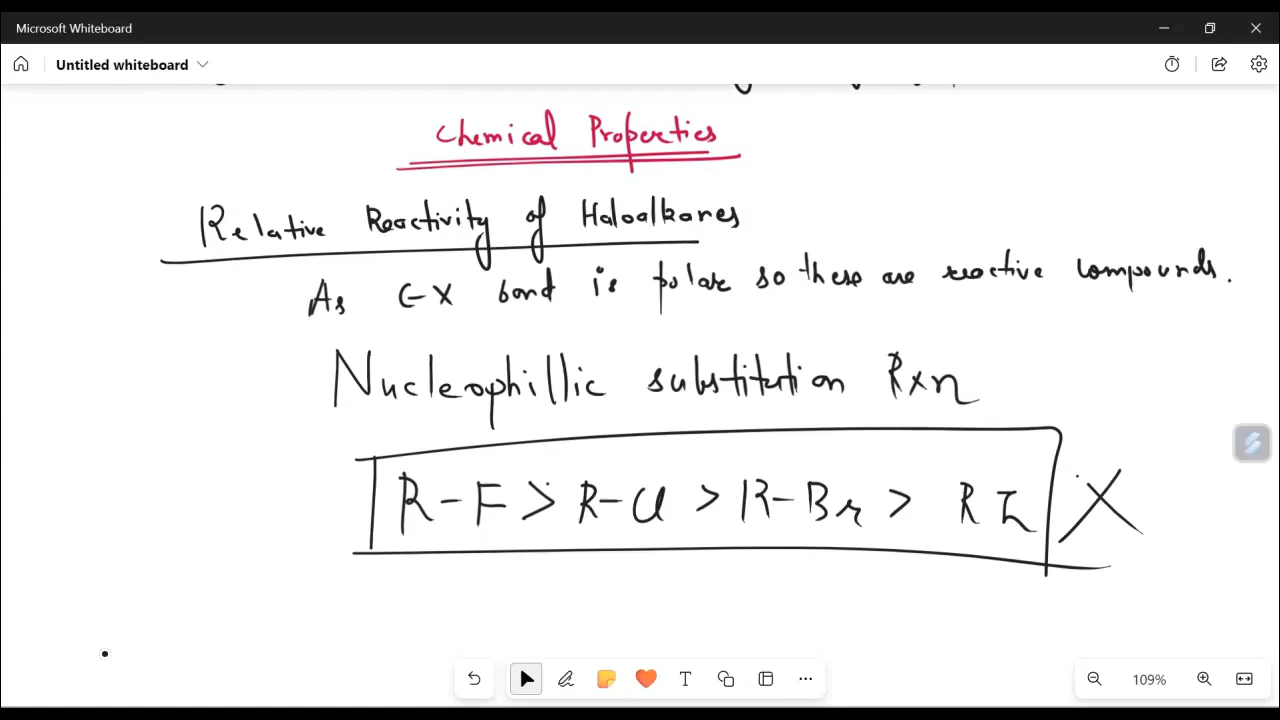 Microsoft Whiteboard
Untitled whiteboard
Chemical Properties
Relative Reactivity of Haloalkanes
As C-X bond is polar so these are reactive compounds.
Nucleophillic substitution Rxn
R-F > R-Cl > R-Br > R I X
109%